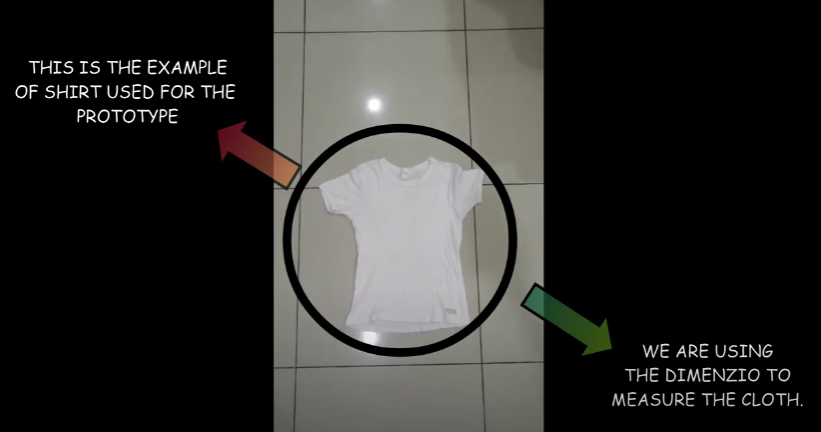 THIS IS THE EXAMPLE
OF SHIRT USED FOR THE
PROTOTYPE
WE ARE USING
THE DIMENZIO TO
MEASURE THE CLOTH.